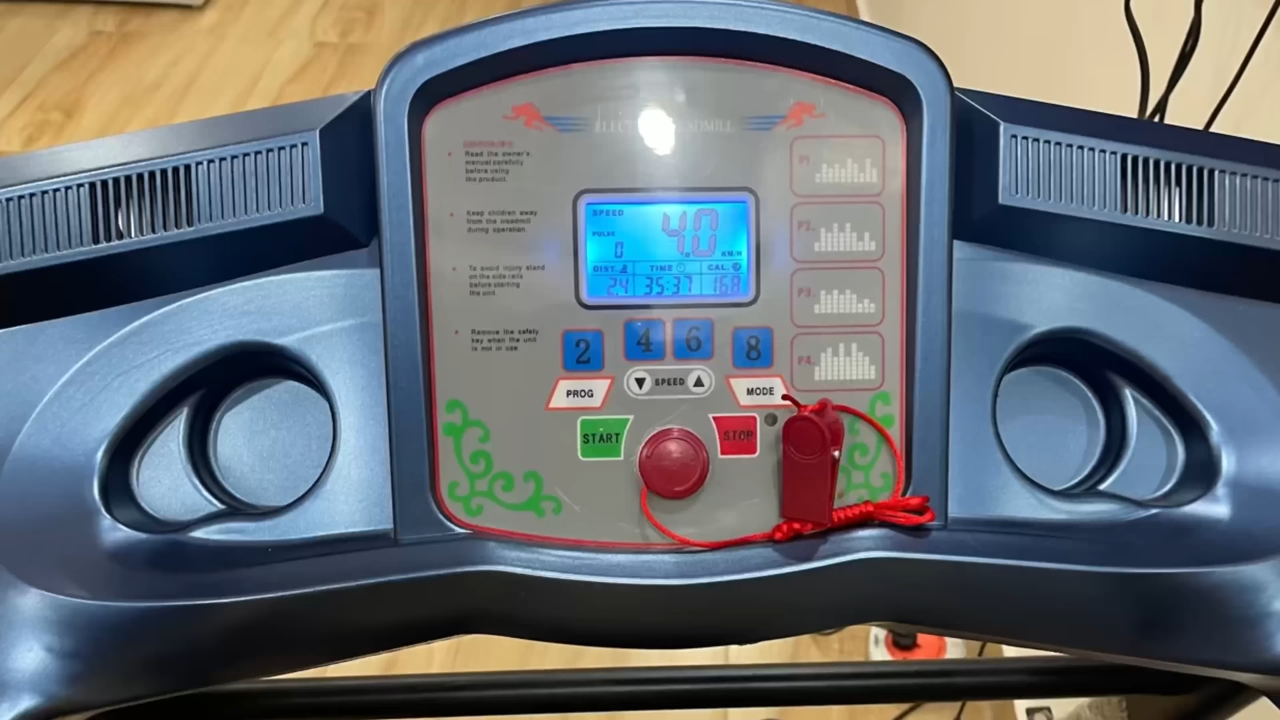 Read the owner's
manual carefully
before using
the product.
Keep children away
from the treadmill
during operation.
To avoid injury stand
on the side rails
before starting
the unit.
Remove the safety
key when the unit
is not in use
SPEED
4.0
KM/H
PULSE
0
DIST.
TIME
CAL.
2.4
35:37
168
P1.
P2.
P3.
P4.
2
4
6
8
PROG
SPEED
MODE
START
STOP